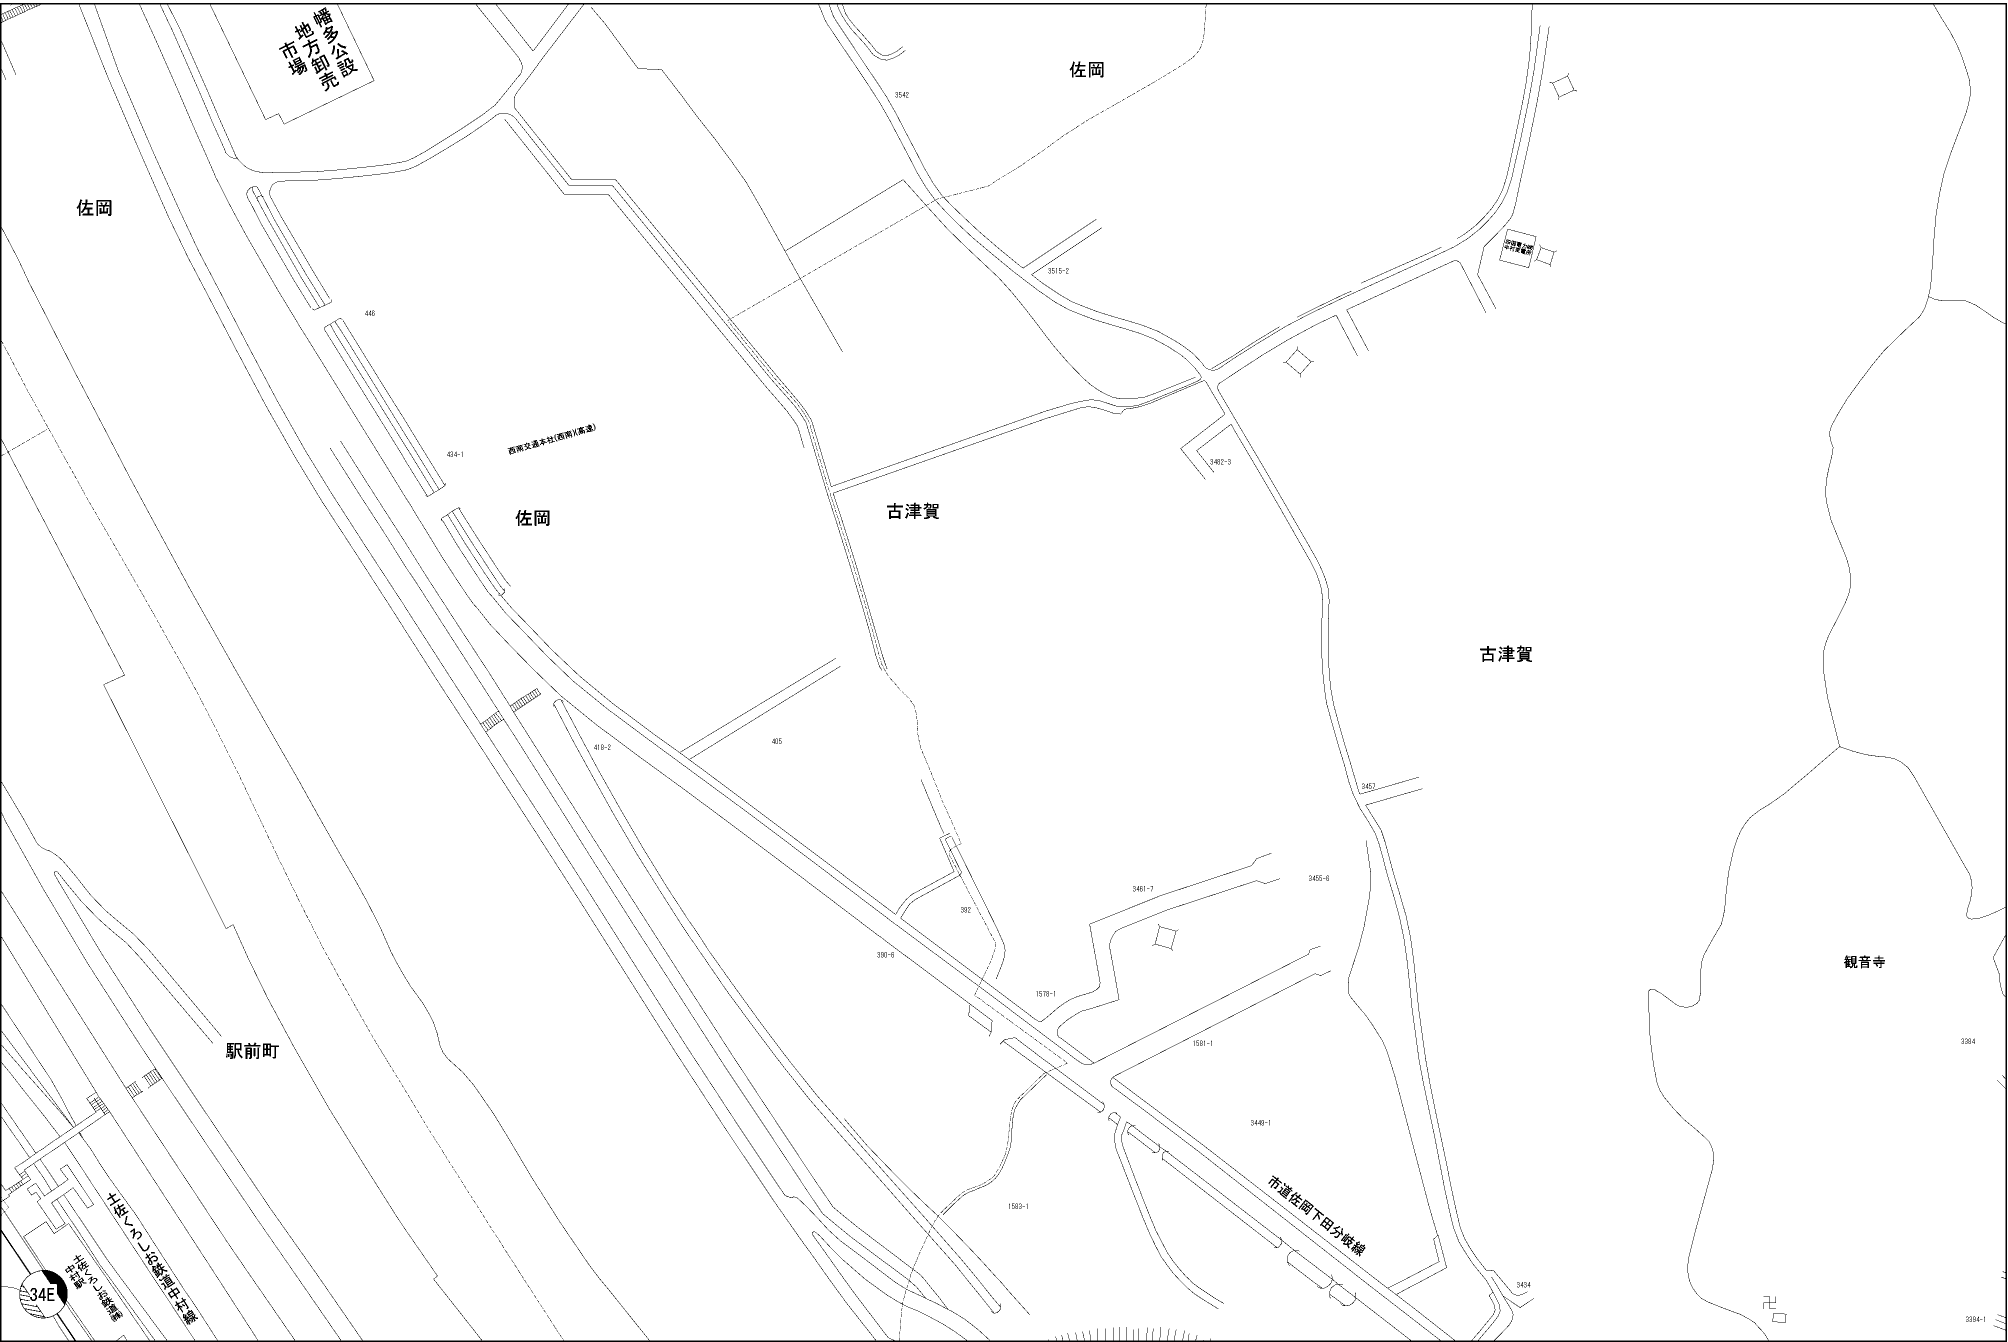 幡多公設
地方卸売
市場
佐岡
3542
佐岡
3515-2
446
西南交通本社(西南)(高速)
434-1
3482-3
佐岡
古津賀
古津賀
405
418-2
3457
3461-7
3455-6
392
390-6
観音寺
1578-1
駅前町
1581-1
3384
3449-1
市道佐岡下田分岐線
1583-1
土佐くろしお鉄道中村線
土佐くろしお鉄道㈱
中村駅
34E
3434
卍
3384-1